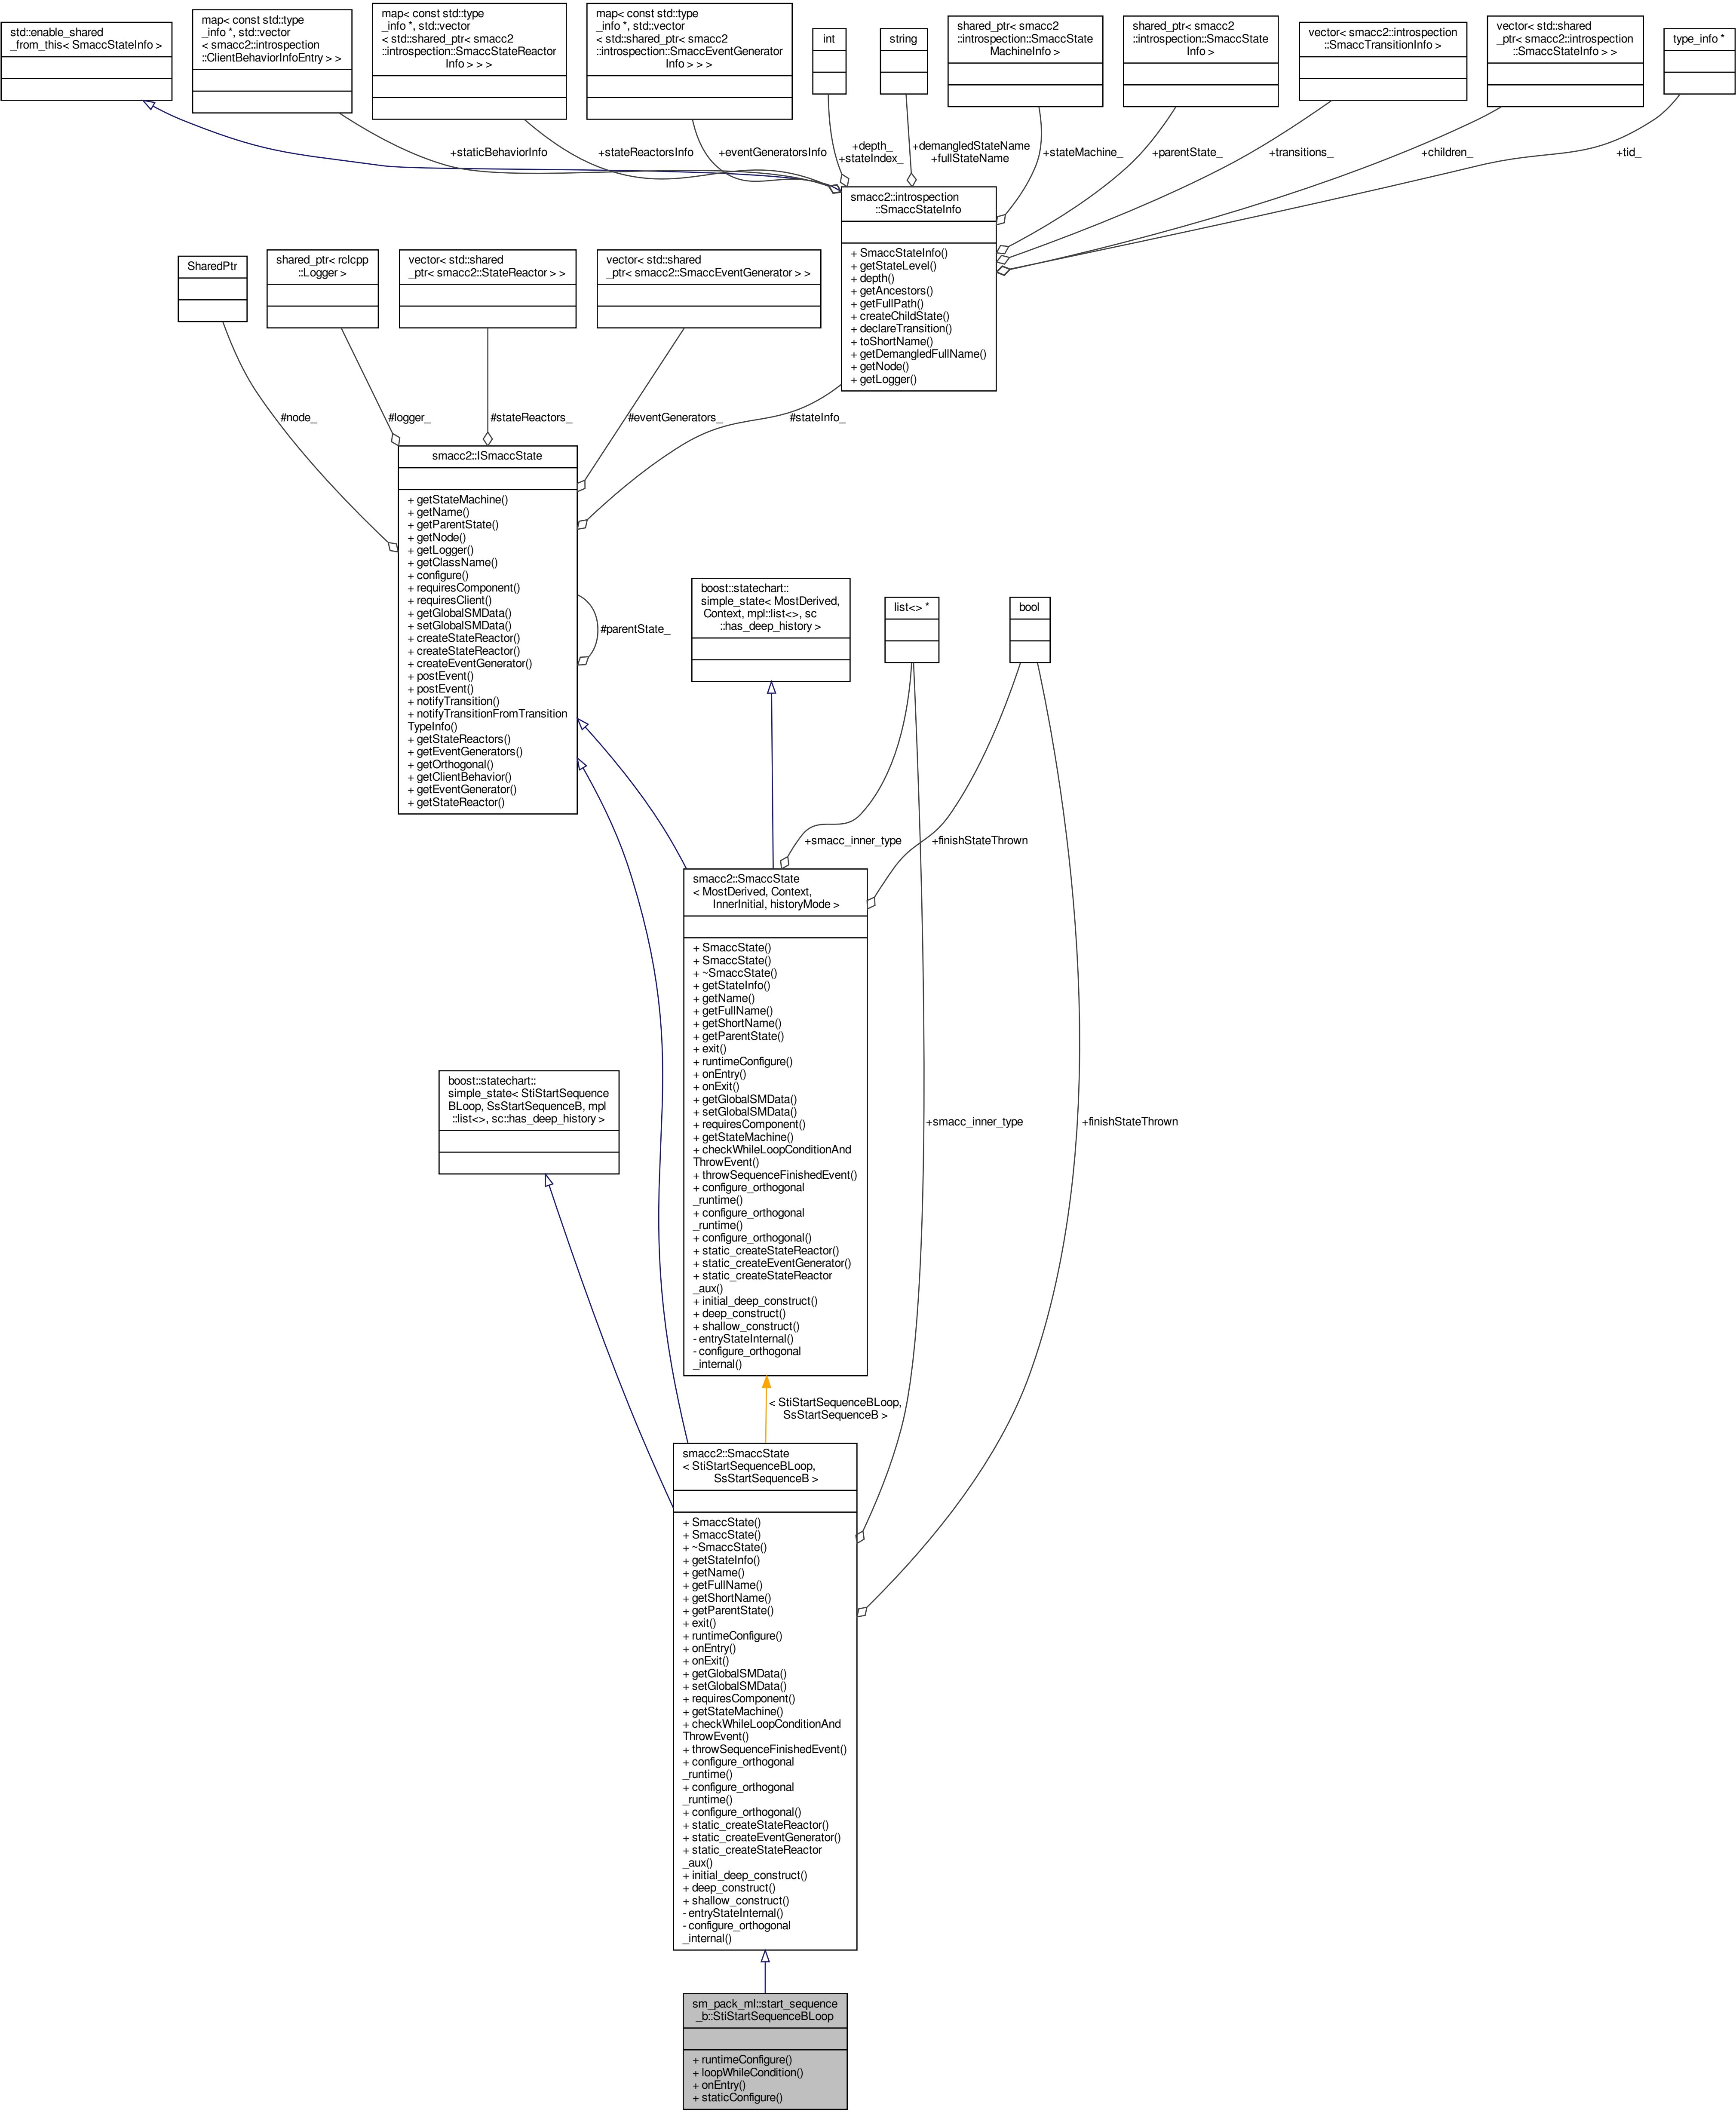 std::enable_shared
_from_this< SmaccStateInfo >
map< const std::type
_info *, std::vector
< smacc2::introspection
::ClientBehaviorInfoEntry > >
map< const std::type
_info *, std::vector
< std::shared_ptr< smacc2
::introspection::SmaccStateReactor
Info > > >
map< const std::type
_info *, std::vector
< std::shared_ptr< smacc2
::introspection::SmaccEventGenerator
Info > > >
int
string
shared_ptr< smacc2
::introspection::SmaccState
MachineInfo >
shared_ptr< smacc2
::introspection::SmaccState
Info >
vector< smacc2::introspection
::SmaccTransitionInfo >
vector< std::shared
_ptr< smacc2::introspection
::SmaccStateInfo > >
type_info *
+staticBehaviorInfo
+stateReactorsInfo
+eventGeneratorsInfo
+depth_
+stateIndex_
+demangledStateName
+fullStateName
+stateMachine_
+parentState_
+transitions_
+children_
+tid_
smacc2::introspection
::SmaccStateInfo
+ SmaccStateInfo()
+ getStateLevel()
+ depth()
+ getAncestors()
+ getFullPath()
+ createChildState()
+ declareTransition()
+ toShortName()
+ getDemangledFullName()
+ getNode()
+ getLogger()
SharedPtr
shared_ptr< rclcpp
::Logger >
vector< std::shared
_ptr< smacc2::StateReactor > >
vector< std::shared
_ptr< smacc2::SmaccEventGenerator > >
#node_
#logger_
#stateReactors_
#eventGenerators_
#stateInfo_
smacc2::ISmaccState
+ getStateMachine()
+ getName()
+ getParentState()
+ getNode()
+ getLogger()
+ getClassName()
+ configure()
+ requiresComponent()
+ requiresClient()
+ getGlobalSMData()
+ setGlobalSMData()
+ createStateReactor()
+ createStateReactor()
+ createEventGenerator()
+ postEvent()
+ postEvent()
+ notifyTransition()
+ notifyTransitionFromTransition
TypeInfo()
+ getStateReactors()
+ getEventGenerators()
+ getOrthogonal()
+ getClientBehavior()
+ getEventGenerator()
+ getStateReactor()
#parentState_
boost::statechart::
simple_state< MostDerived,
Context, mpl::list<>, sc
::has_deep_history >
list<> *
bool
+smacc_inner_type
+finishStateThrown
smacc2::SmaccState
< MostDerived, Context,
InnerInitial, historyMode >
+ SmaccState()
+ SmaccState()
+ ~SmaccState()
+ getStateInfo()
+ getName()
+ getFullName()
+ getShortName()
+ getParentState()
+ exit()
+ runtimeConfigure()
+ onEntry()
+ onExit()
+ getGlobalSMData()
+ setGlobalSMData()
+ requiresComponent()
+ getStateMachine()
+ checkWhileLoopConditionAnd
ThrowEvent()
+ throwSequenceFinishedEvent()
+ configure_orthogonal
_runtime()
+ configure_orthogonal
_runtime()
+ configure_orthogonal()
+ static_createStateReactor()
+ static_createEventGenerator()
+ static_createStateReactor
_aux()
+ initial_deep_construct()
+ deep_construct()
+ shallow_construct()
- entryStateInternal()
- configure_orthogonal
_internal()
boost::statechart::
simple_state< StiStartSequence
BLoop, SsStartSequenceB, mpl
::list<>, sc::has_deep_history >
+smacc_inner_type
+finishStateThrown
< StiStartSequenceBLoop,
SsStartSequenceB >
smacc2::SmaccState
< StiStartSequenceBLoop,
SsStartSequenceB >
+ SmaccState()
+ SmaccState()
+ ~SmaccState()
+ getStateInfo()
+ getName()
+ getFullName()
+ getShortName()
+ getParentState()
+ exit()
+ runtimeConfigure()
+ onEntry()
+ onExit()
+ getGlobalSMData()
+ setGlobalSMData()
+ requiresComponent()
+ getStateMachine()
+ checkWhileLoopConditionAnd
ThrowEvent()
+ throwSequenceFinishedEvent()
+ configure_orthogonal
_runtime()
+ configure_orthogonal
_runtime()
+ configure_orthogonal()
+ static_createStateReactor()
+ static_createEventGenerator()
+ static_createStateReactor
_aux()
+ initial_deep_construct()
+ deep_construct()
+ shallow_construct()
- entryStateInternal()
- configure_orthogonal
_internal()
sm_pack_ml::start_sequence
_b::StiStartSequenceBLoop
+ runtimeConfigure()
+ loopWhileCondition()
+ onEntry()
+ staticConfigure()